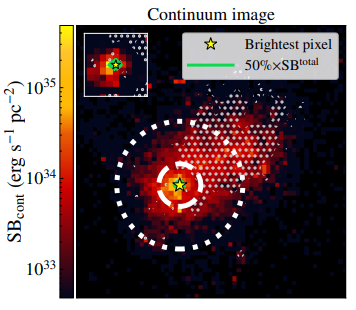 Continuum image
Brightest pixel
50%×SB^total
10^35
10^34
10^33
SB_cont (erg s^−1 pc^−2)